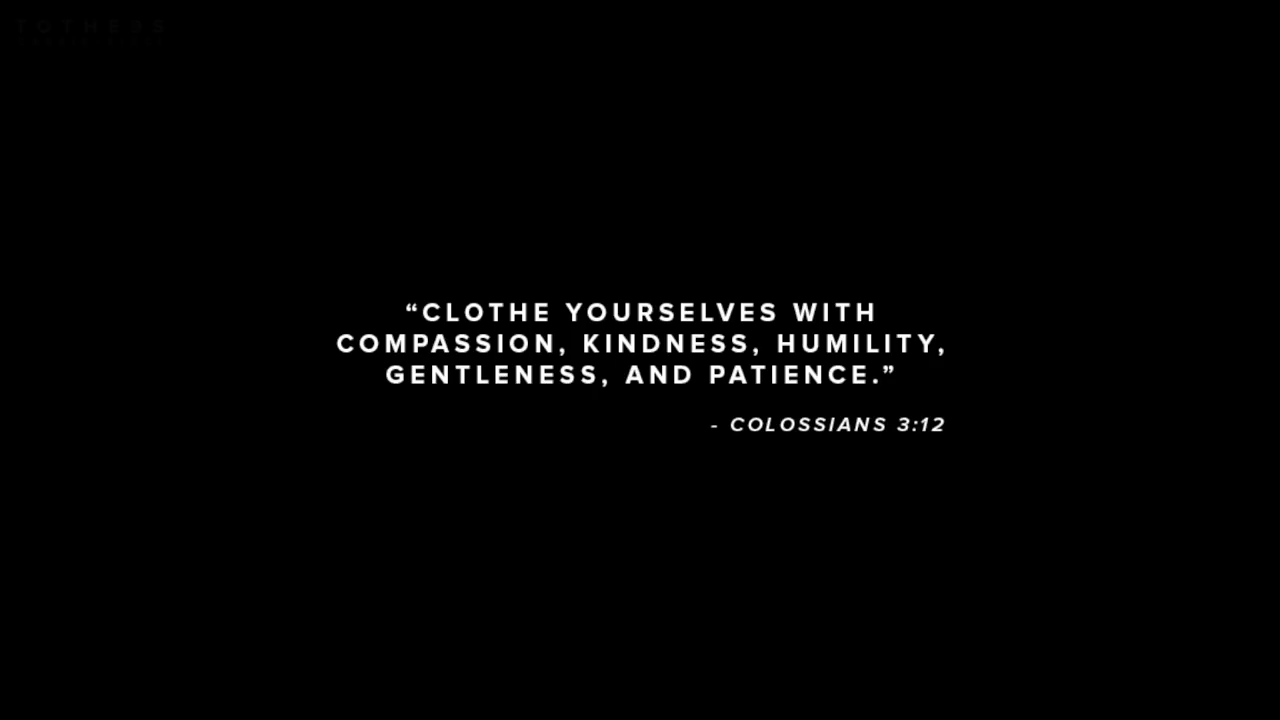 “CLOTHE YOURSELVES WITH
COMPASSION, KINDNESS, HUMILITY,
GENTLENESS, AND PATIENCE.”
- COLOSSIANS 3:12